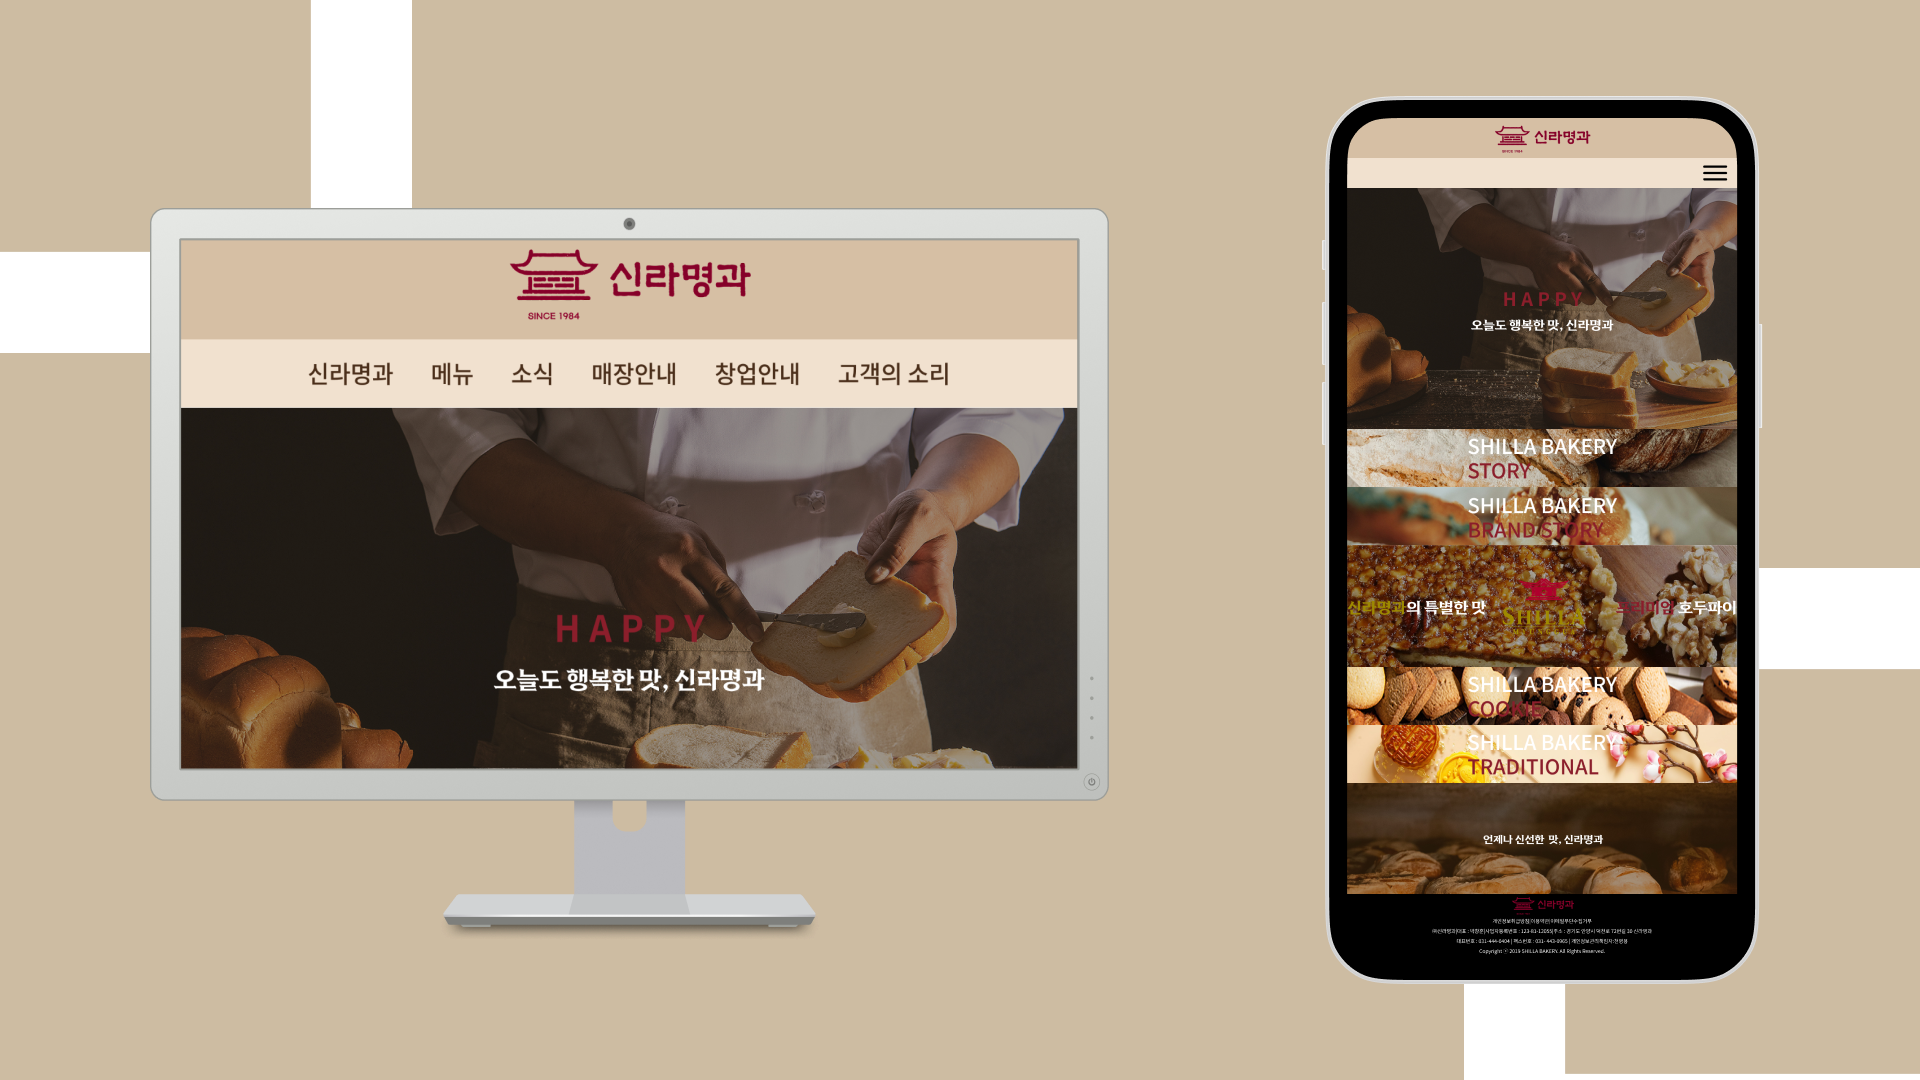 신라명과
SINCE 1984
신라명과 메뉴 소식 매장안내 창업안내 고객의 소리
HAPPY
오늘도 행복한 맛, 신라명과
신라명과
SINCE 1984
HAPPY
오늘도 행복한 맛, 신라명과
SHILLA BAKERY
STORY
SHILLA BAKERY
BRAND STORY
신라명과의 특별한 맛
SHILLA
프리미엄 호두파이
SHILLA BAKERY
COOKIE
SHILLA BAKERY
TRADITIONAL
언제나 신선한 맛, 신라명과
신라명과
Copyright ⓒ 2019 SHILLA BAKERY. All Rights Reserved.